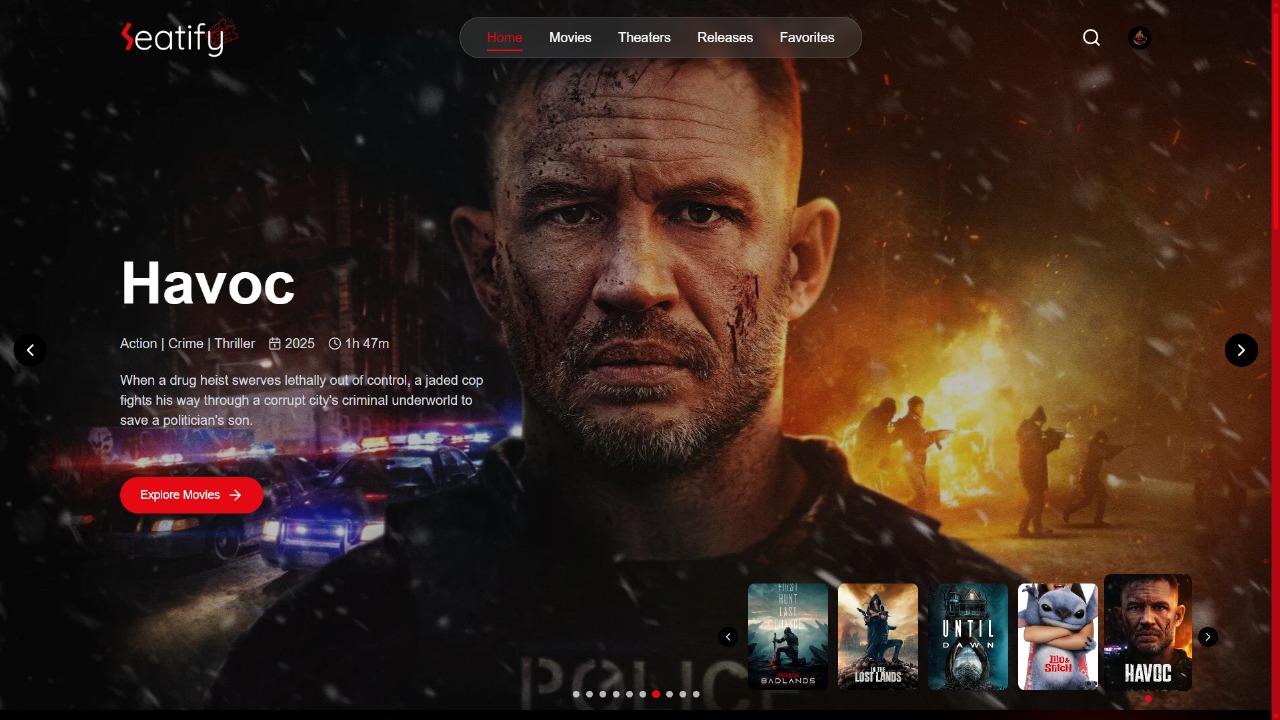 Seatify
Home Movies Theaters Releases Favorites
Havoc
Action | Crime | Thriller 2025 1h 47m
When a drug heist swerves lethally out of control, a jaded cop
fights his way through a corrupt city's criminal underworld to
save a politician's son.
Explore Movies
POLIC
FIRST
HUNT
LAST
CHANCE
BADLANDS
IN THE
LOST LANDS
UNTIL
DAWN
Lilo &
Stitch
HAVOC